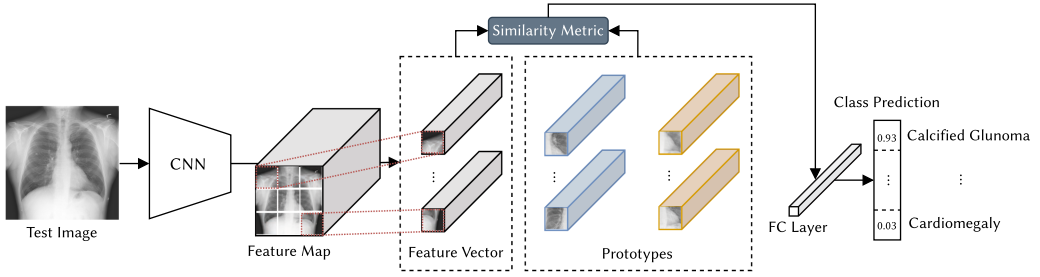 Similarity Metric
Test Image
CNN
Feature Map
Feature Vector
Prototypes
FC Layer
Class Prediction
0.93
Calcified Glunoma
0.03
Cardiomegaly